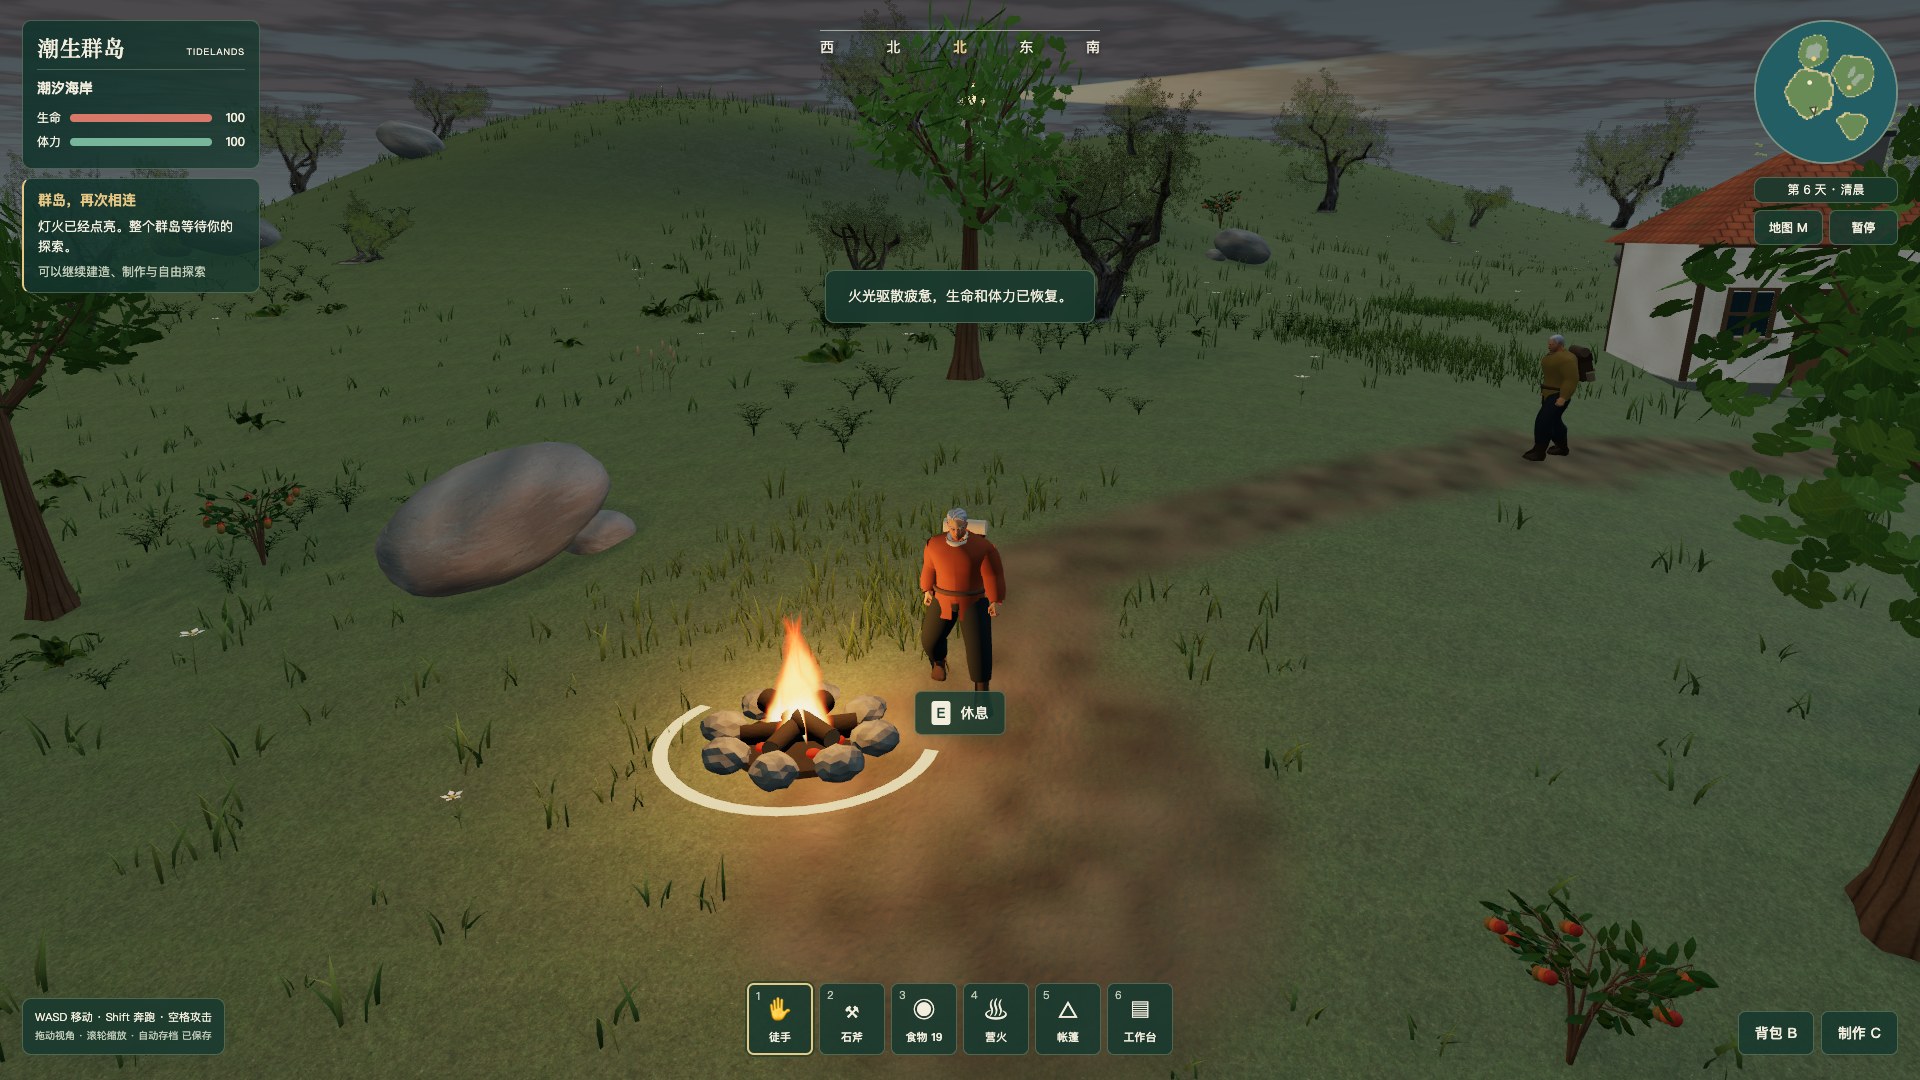 潮生群岛 TIDELANDS
潮汐海岸
生命 100
体力 100
群岛，再次相连
灯火已经点亮。整个群岛等待你的
探索。
可以继续建造、制作与自由探索
西 北 北 东 南
第 6 天 · 清晨
地图 M 暂停
火光驱散疲惫，生命和体力已恢复。
E 休息
WASD 移动 · Shift 奔跑 · 空格攻击
拖动视角 · 滚轮缩放 · 自动存档 已保存
1 徒手
2 石斧
3 食物 19
4 营火
5 帐篷
6 工作台
背包 B 制作 C